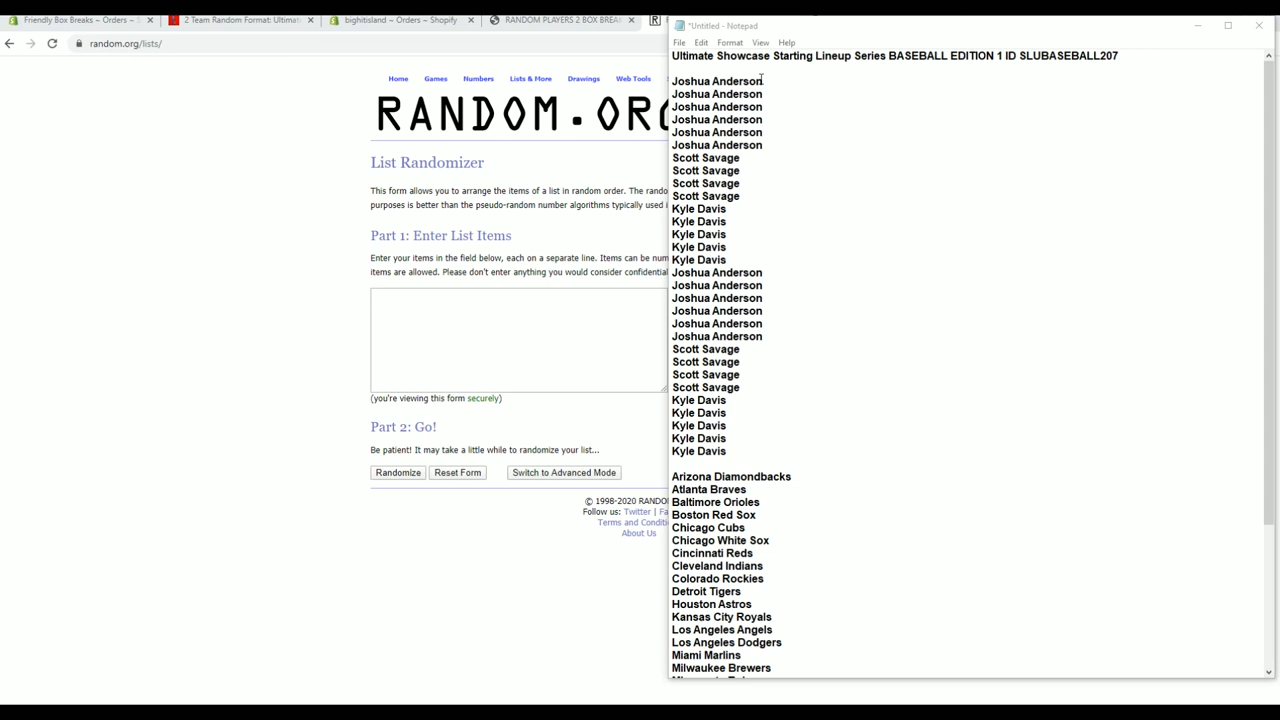 Friendly Box Breaks ~ Orders ~ S
2 Team Random Format: Ultimat
bighitisland ~ Orders ~ Shopify
RANDOM PLAYERS 2 BOX BREA
random.org/lists/
Home Games Numbers Lists & More Drawings Web Tools
RANDOM.ORG
List Randomizer
This form allows you to arrange the items of a list in random order. The rando
purposes is better than the pseudo-random number algorithms typically used i
Part 1: Enter List Items
Enter your items in the field below, each on a separate line. Items can be num
items are allowed. Please don't enter anything you would consider confidential
(you're viewing this form securely)
Part 2: Go!
Be patient! It may take a little while to randomize your list...
Randomize Reset Form Switch to Advanced Mode
© 1998-2020 RANDO
Follow us: Twitter | Fa
Terms and Conditi
About Us
*Untitled - Notepad
File Edit Format View Help
Ultimate Showcase Starting Lineup Series BASEBALL EDITION 1 ID SLUBASEBALL207
Joshua Anderson
Joshua Anderson
Joshua Anderson
Joshua Anderson
Joshua Anderson
Joshua Anderson
Scott Savage
Scott Savage
Scott Savage
Scott Savage
Kyle Davis
Kyle Davis
Kyle Davis
Kyle Davis
Kyle Davis
Joshua Anderson
Joshua Anderson
Joshua Anderson
Joshua Anderson
Joshua Anderson
Joshua Anderson
Scott Savage
Scott Savage
Scott Savage
Scott Savage
Kyle Davis
Kyle Davis
Kyle Davis
Kyle Davis
Kyle Davis
Arizona Diamondbacks
Atlanta Braves
Baltimore Orioles
Boston Red Sox
Chicago Cubs
Chicago White Sox
Cincinnati Reds
Cleveland Indians
Colorado Rockies
Detroit Tigers
Houston Astros
Kansas City Royals
Los Angeles Angels
Los Angeles Dodgers
Miami Marlins
Milwaukee Brewers